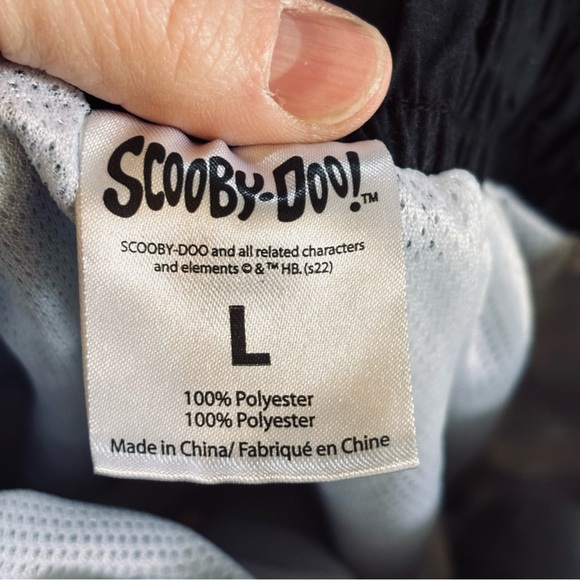 SCOOBY-DOO!™
SCOOBY-DOO and all related characters
and elements © & ™ HB. (s22)
L
100% Polyester
100% Polyester
Made in China/ Fabriqué en Chine